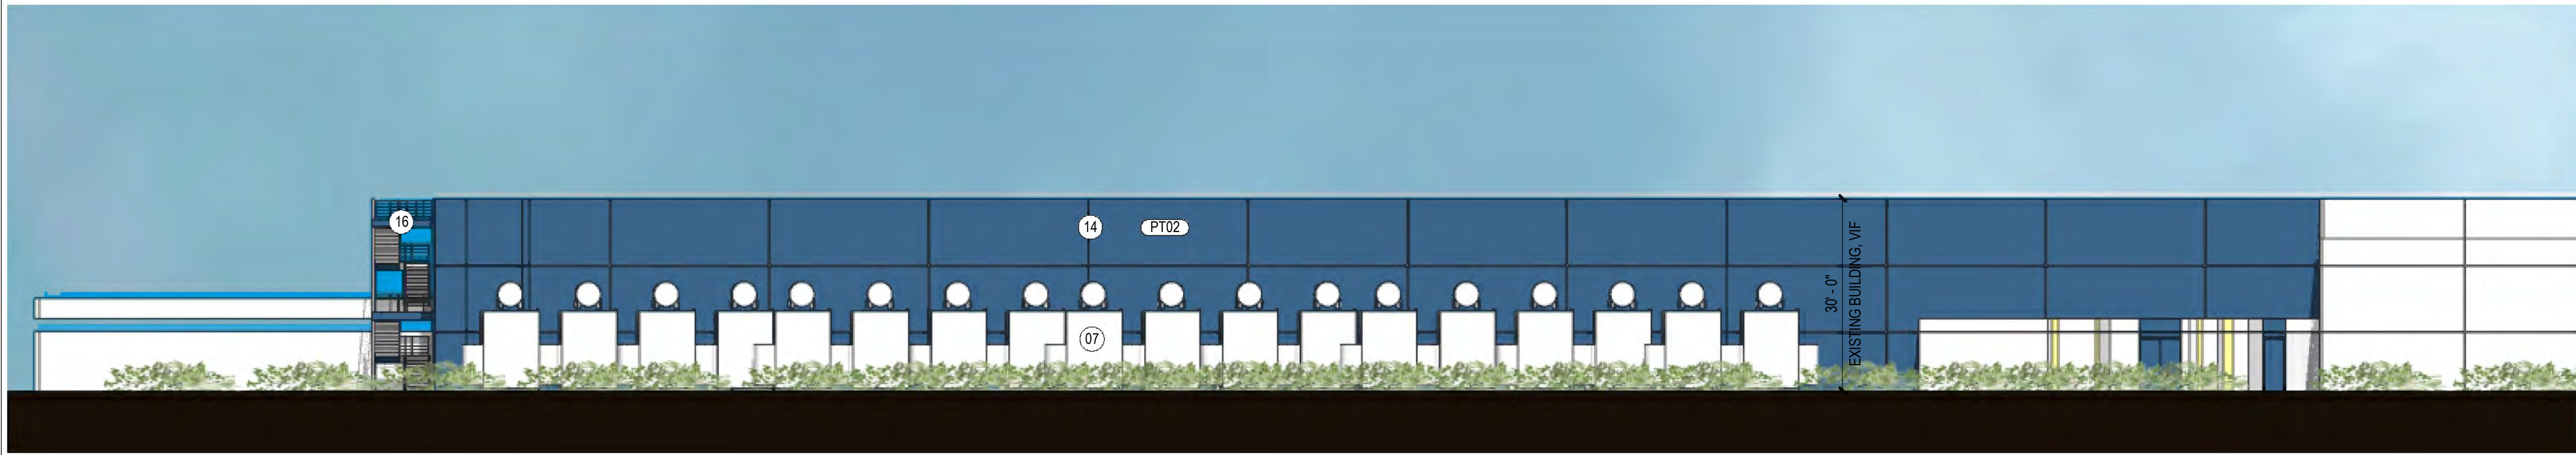 16
14
PT02
07
30' - 0"
EXISTING BUILDING, VIF